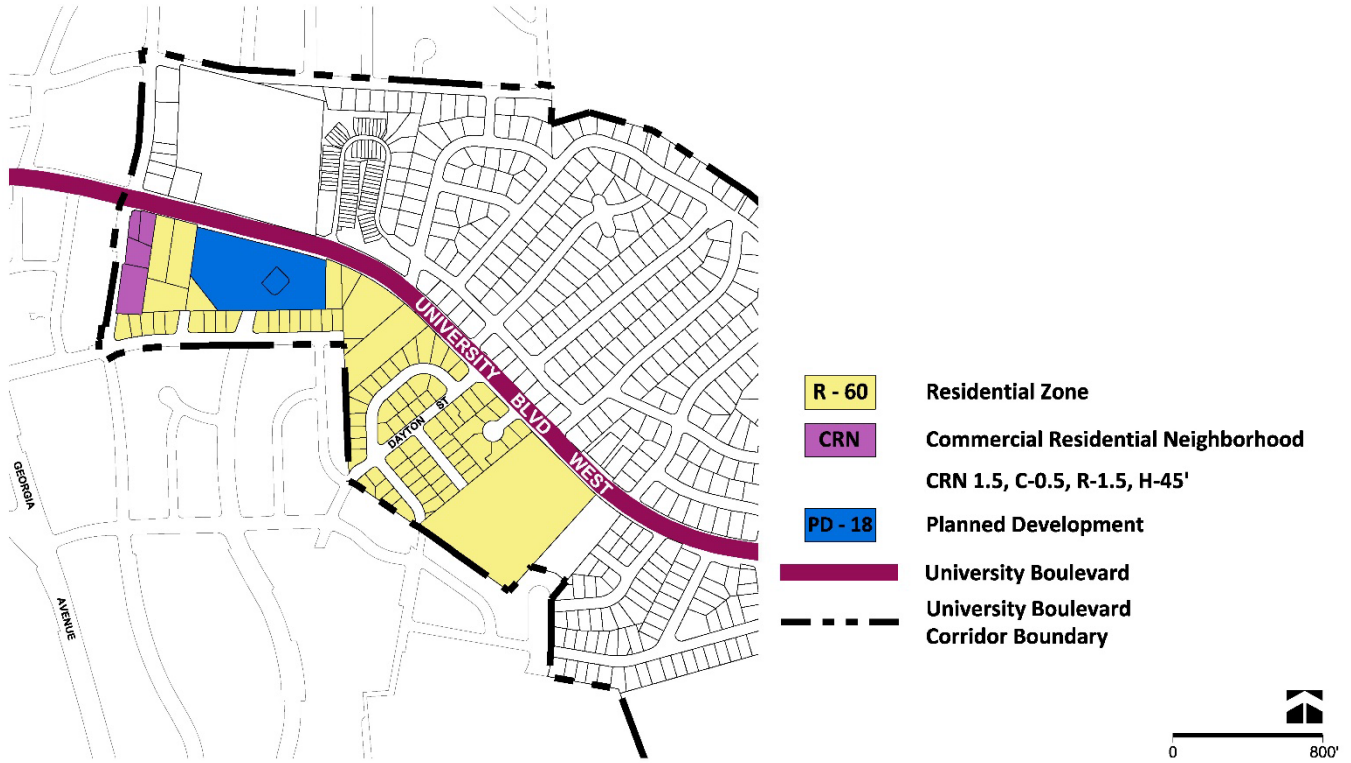 UNIVERSITY BLVD WEST
DAYTON ST
GEORGIA
AVENUE
R - 60
Residential Zone
CRN
Commercial Residential Neighborhood
CRN 1.5, C-0.5, R-1.5, H-45'
PD - 18
Planned Development
University Boulevard
University Boulevard
Corridor Boundary
0
800'